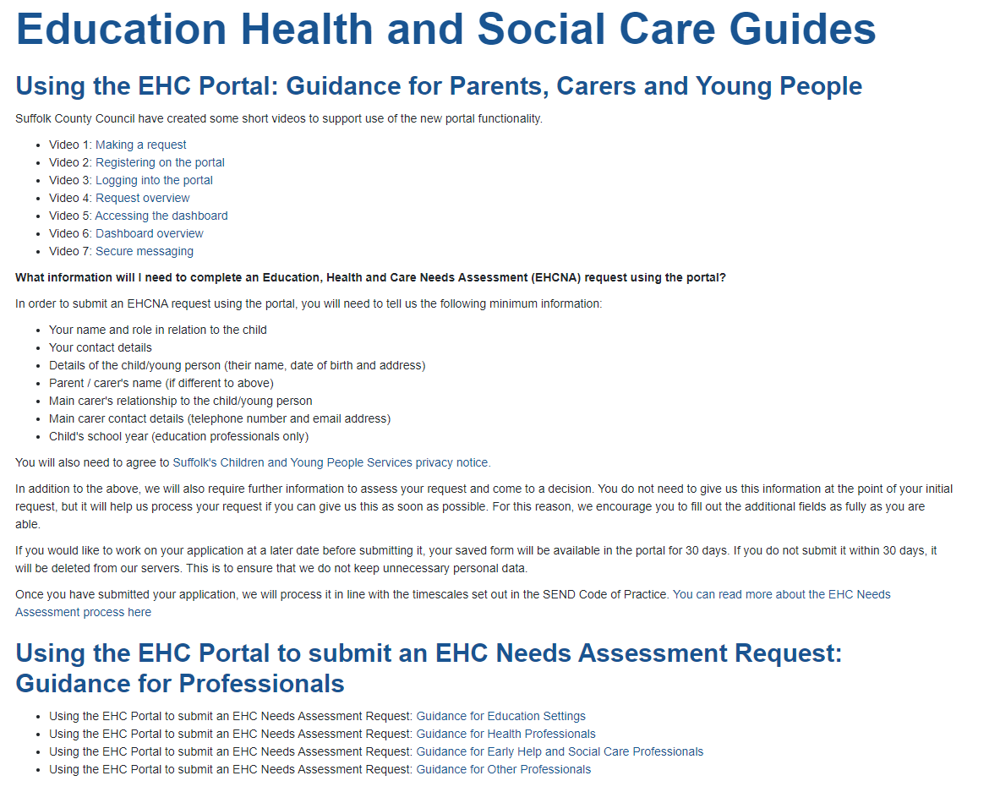 Education Health and Social Care Guides
Using the EHC Portal: Guidance for Parents, Carers and Young People
Suffolk County Council have created some short videos to support use of the new portal functionality.
Video 1: Making a request
Video 2: Registering on the portal
Video 3: Logging into the portal
Video 4: Request overview
Video 5: Accessing the dashboard
Video 6: Dashboard overview
Video 7: Secure messaging
What information will I need to complete an Education, Health and Care Needs Assessment (EHCNA) request using the portal?
In order to submit an EHCNA request using the portal, you will need to tell us the following minimum information:
Your name and role in relation to the child
Your contact details
Details of the child/young person (their name, date of birth and address)
Parent / carer's name (if different to above)
Main carer's relationship to the child/young person
Main carer contact details (telephone number and email address)
Child's school year (education professionals only)
You will also need to agree to Suffolk's Children and Young People Services privacy notice.
In addition to the above, we will also require further information to assess your request and come to a decision. You do not need to give us this information at the point of your initial
request, but it will help us process your request if you can give us this as soon as possible. For this reason, we encourage you to fill out the additional fields as fully as you are
able.
If you would like to work on your application at a later date before submitting it, your saved form will be available in the portal for 30 days. If you do not submit it within 30 days, it
will be deleted from our servers. This is to ensure that we do not keep unnecessary personal data.
Once you have submitted your application, we will process it in line with the timescales set out in the SEND Code of Practice. You can read more about the EHC Needs
Assessment process here
Using the EHC Portal to submit an EHC Needs Assessment Request:
Guidance for Professionals
Using the EHC Portal to submit an EHC Needs Assessment Request: Guidance for Education Settings
Using the EHC Portal to submit an EHC Needs Assessment Request: Guidance for Health Professionals
Using the EHC Portal to submit an EHC Needs Assessment Request: Guidance for Early Help and Social Care Professionals
Using the EHC Portal to submit an EHC Needs Assessment Request: Guidance for Other Professionals